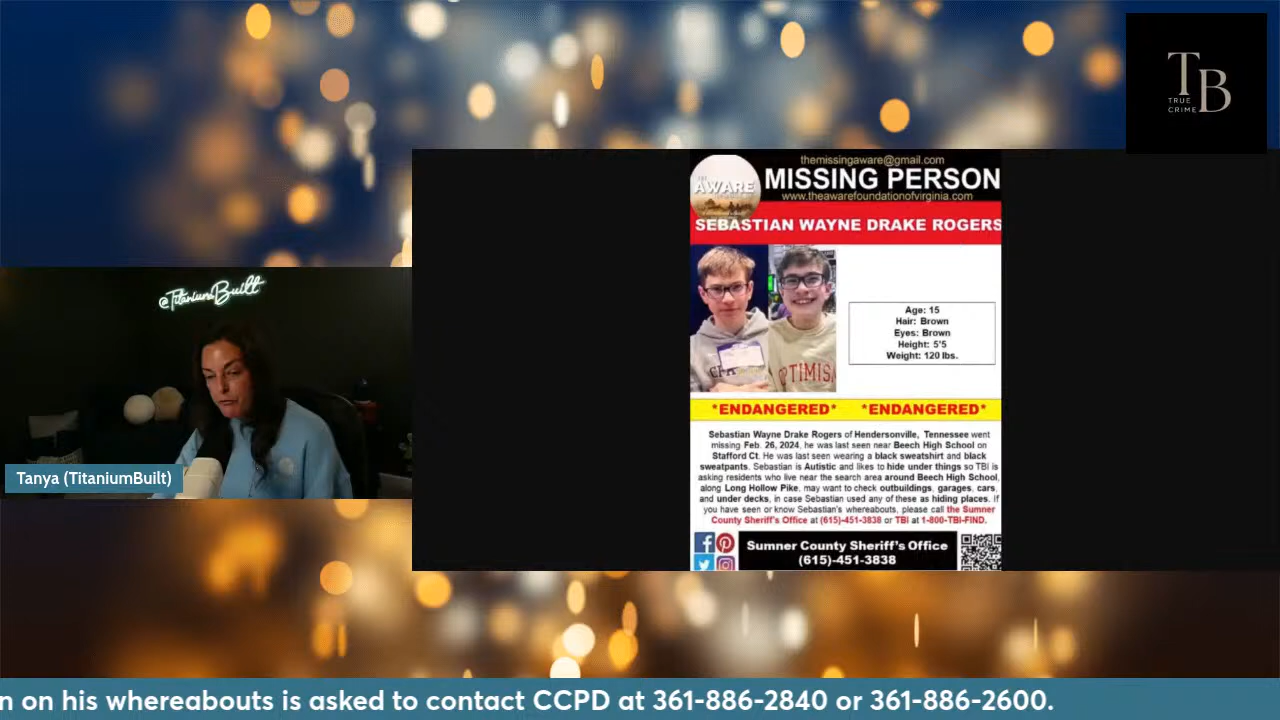 TB
TRUE
CRIME
themissingaware@gmail.com
AWARE
MISSING PERSON
www.theawarefoundationofvirginia.com
SEBASTIAN WAYNE DRAKE ROGERS
Age: 15
Hair: Brown
Eyes: Brown
Height: 5'5
Weight: 120 lbs.
OPTIMIS
*ENDANGERED* *ENDANGERED*
Sebastian Wayne Drake Rogers of Hendersonville, Tennessee went
missing Feb. 26, 2024, he was last seen near Beech High School on
Stafford Ct. He was last seen wearing a black sweatshirt and black
sweatpants. Sebastian is Autistic and likes to hide under things so TBI is
asking residents who live near the search area around Beech High School,
along Long Hollow Pike, may want to check outbuildings, garages, cars,
and under decks, in case Sebastian used any of these as hiding places. If
you have seen or know Sebastian's whereabouts, please call the Sumner
County Sheriff's Office at (615)-451-3838 or TBI at 1-800-TBI-FIND.
Sumner County Sheriff's Office
(615)-451-3838
@TitaniumBuilt
Tanya (TitaniumBuilt)
n on his whereabouts is asked to contact CCPD at 361-886-2840 or 361-886-2600.